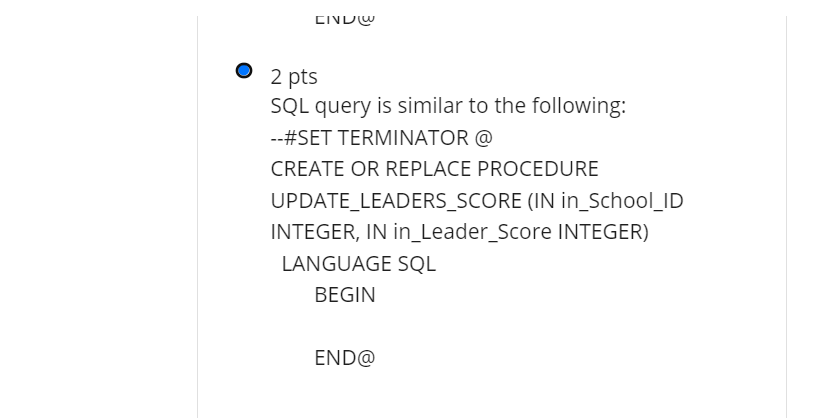 END@
2 pts
SQL query is similar to the following:
--#SET TERMINATOR @
CREATE OR REPLACE PROCEDURE
UPDATE_LEADERS_SCORE (IN in_School_ID
INTEGER, IN in_Leader_Score INTEGER)
LANGUAGE SQL
BEGIN
END@